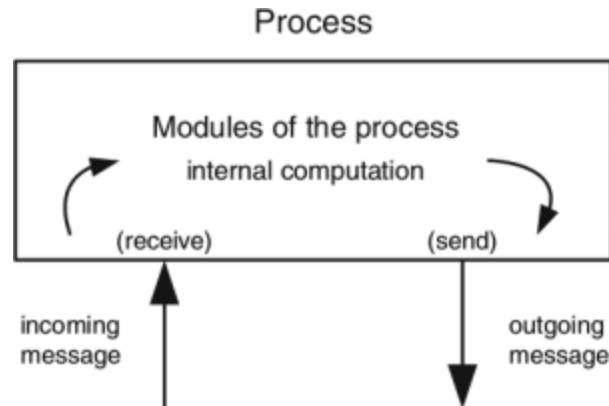 Process
Modules of the process
internal computation
(receive)
(send)
incoming
message
outgoing
message